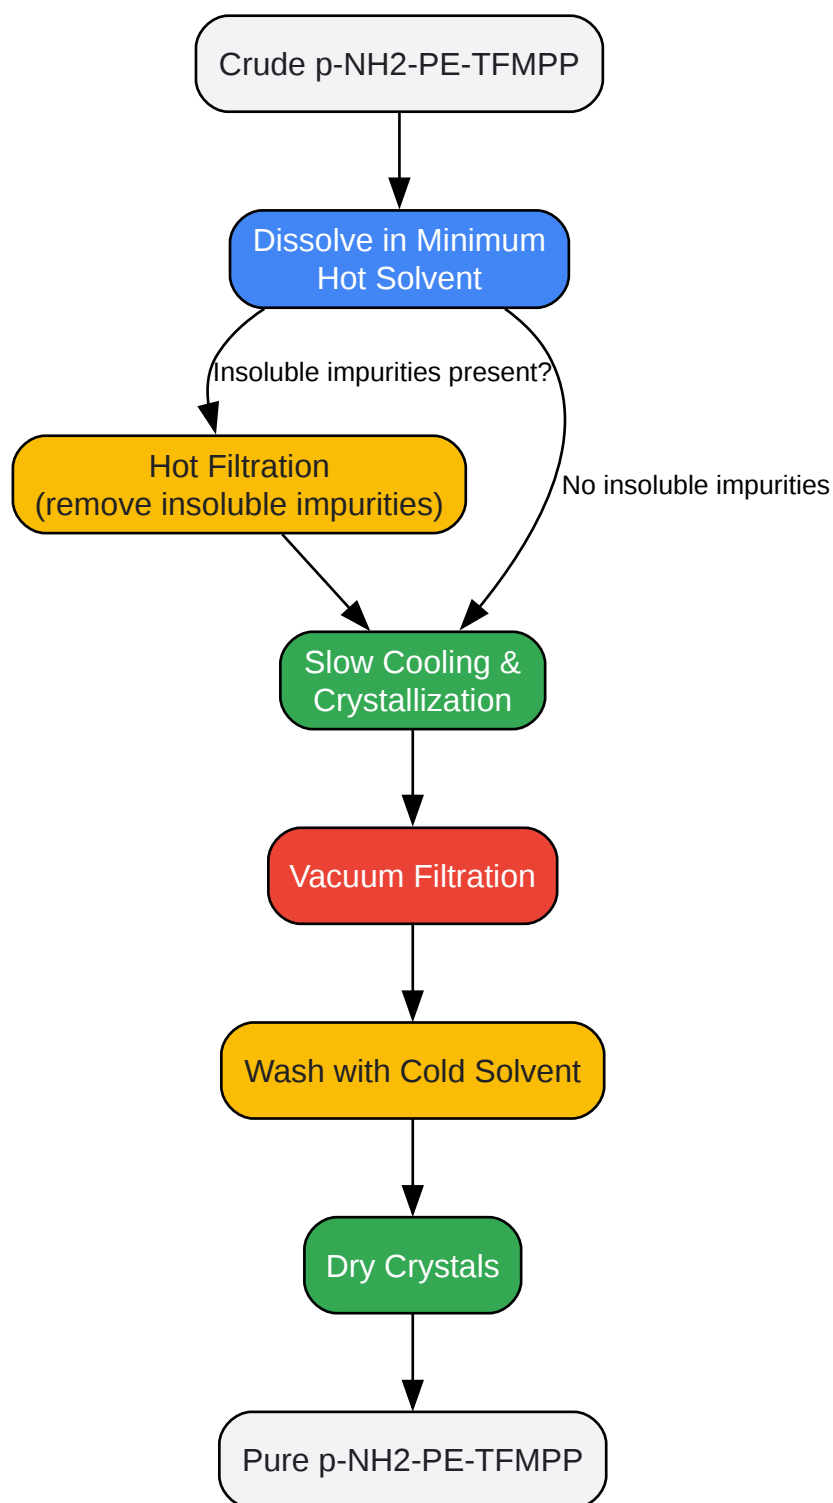 Crude p-NH2-PE-TFMPP
Dissolve in Minimum
Hot Solvent
Insoluble impurities present?
Hot Filtration
(remove insoluble impurities)
No insoluble impurities
Slow Cooling &
Crystallization
Vacuum Filtration
Wash with Cold Solvent
Dry Crystals
Pure p-NH2-PE-TFMPP